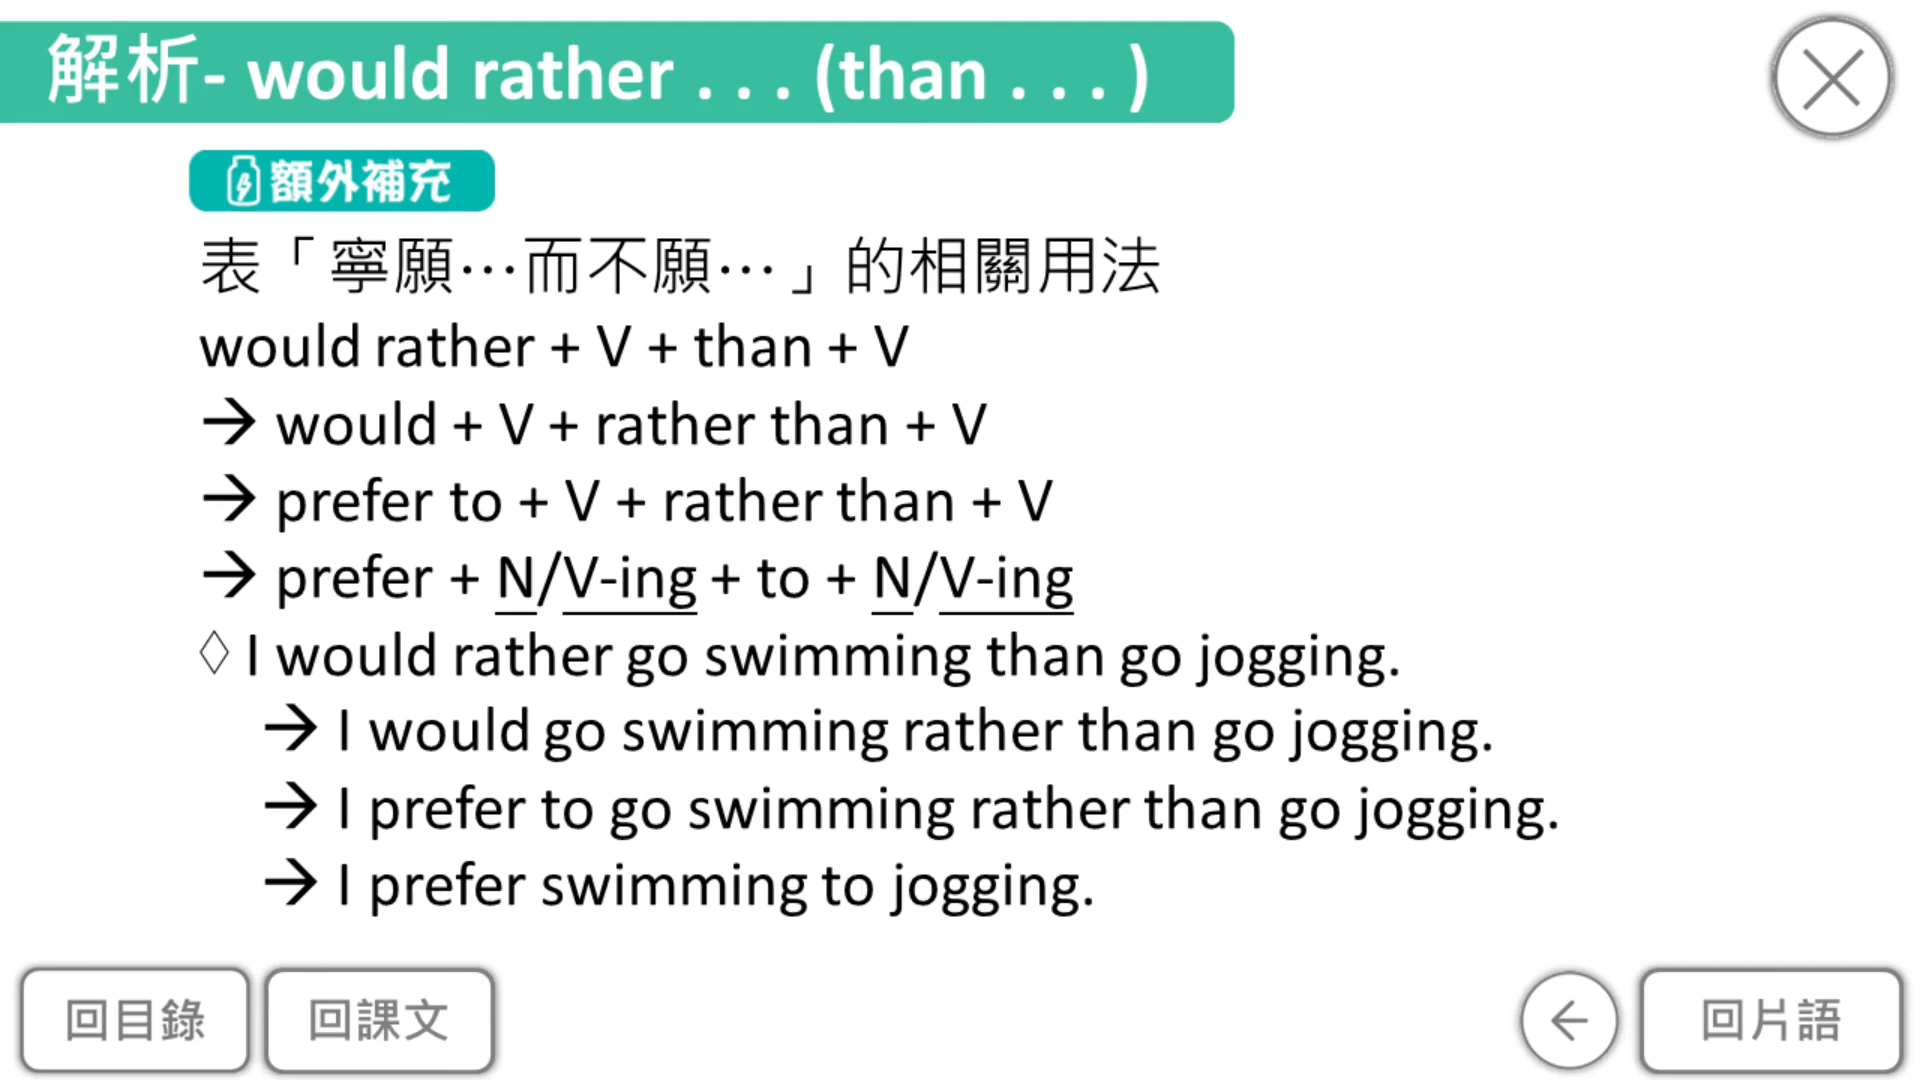 解析- would rather . . . (than . . . )
額外補充
表「寧願…而不願…」的相關用法
would rather + V + than + V
→ would + V + rather than + V
→ prefer to + V + rather than + V
→ prefer + N/V-ing + to + N/V-ing
◊ I would rather go swimming than go jogging.
→ I would go swimming rather than go jogging.
→ I prefer to go swimming rather than go jogging.
→ I prefer swimming to jogging.
回目錄
回課文
回片語